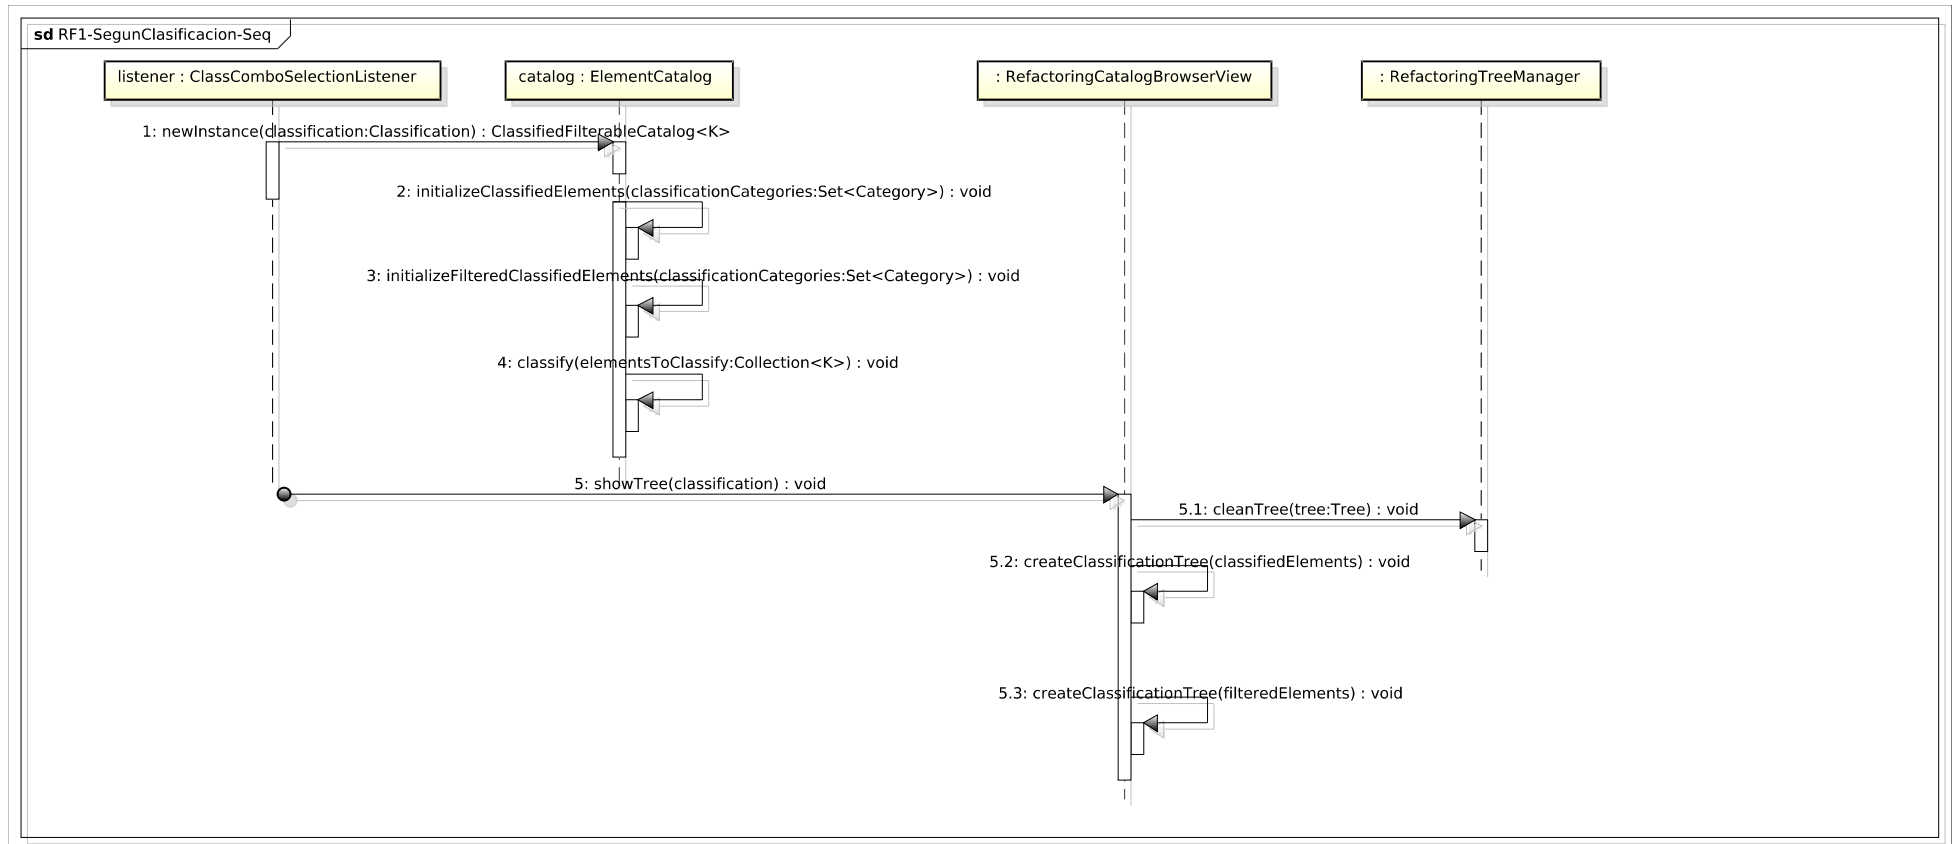 sd RF1-SegunClasificacion-Seq
listener : ClassComboSelectionListener
catalog : ElementCatalog
: RefactoringCatalogBrowserView
: RefactoringTreeManager
1: newInstance(classification:Classification) : ClassifiedFilterableCatalog<K>
2: initializeClassifiedElements(classificationCategories:Set<Category>) : void
3: initializeFilteredClassifiedElements(classificationCategories:Set<Category>) : void
4: classify(elementsToClassify:Collection<K>) : void
5: showTree(classification) : void
5.1: cleanTree(tree:Tree) : void
5.2: createClassificationTree(classifiedElements) : void
5.3: createClassificationTree(filteredElements) : void